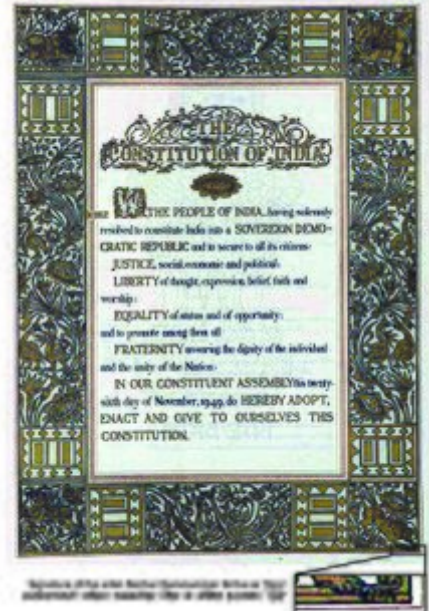 THE
CONSTITUTION OF INDIA
WE, THE PEOPLE OF INDIA, having solemnly
resolved to constitute India into a SOVEREIGN DEMO-
CRATIC REPUBLIC and to secure to all its citizens:
JUSTICE, social, economic and political;
LIBERTY of thought, expression, belief, faith and
worship;
EQUALITY of status and of opportunity;
and to promote among them all
FRATERNITY assuring the dignity of the individual
and the unity of the Nation;
IN OUR CONSTITUENT ASSEMBLY this twenty-
sixth day of November, 1949, do HEREBY ADOPT,
ENACT AND GIVE TO OURSELVES THIS
CONSTITUTION.